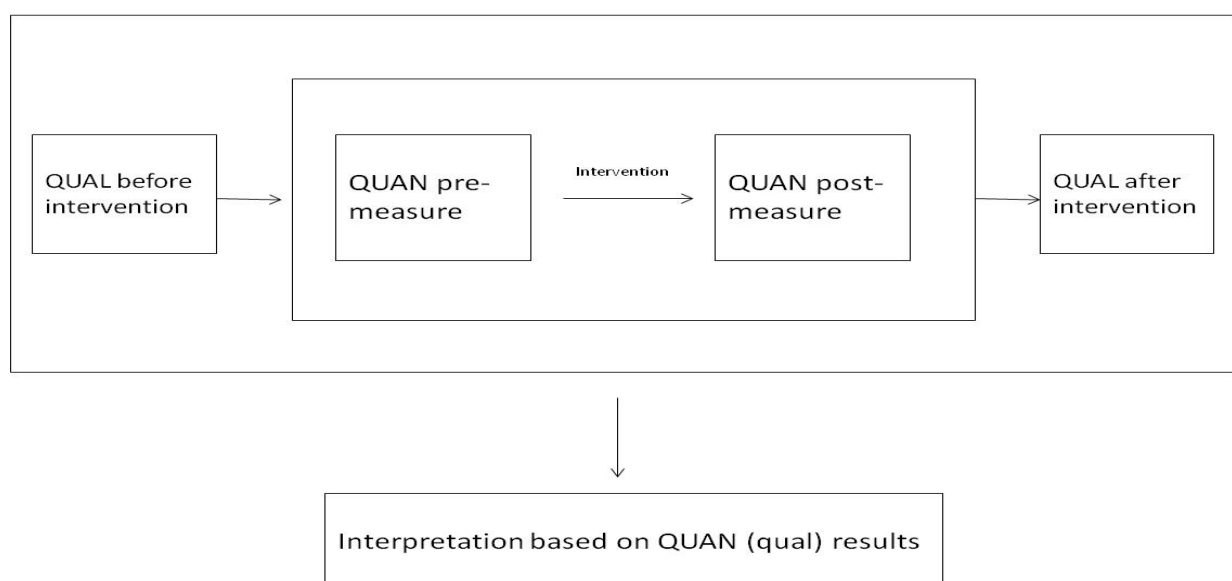 QUAL before
intervention
QUAN pre-
measure
Intervention
QUAN post-
measure
QUAL after
intervention
Interpretation based on QUAN (qual) results